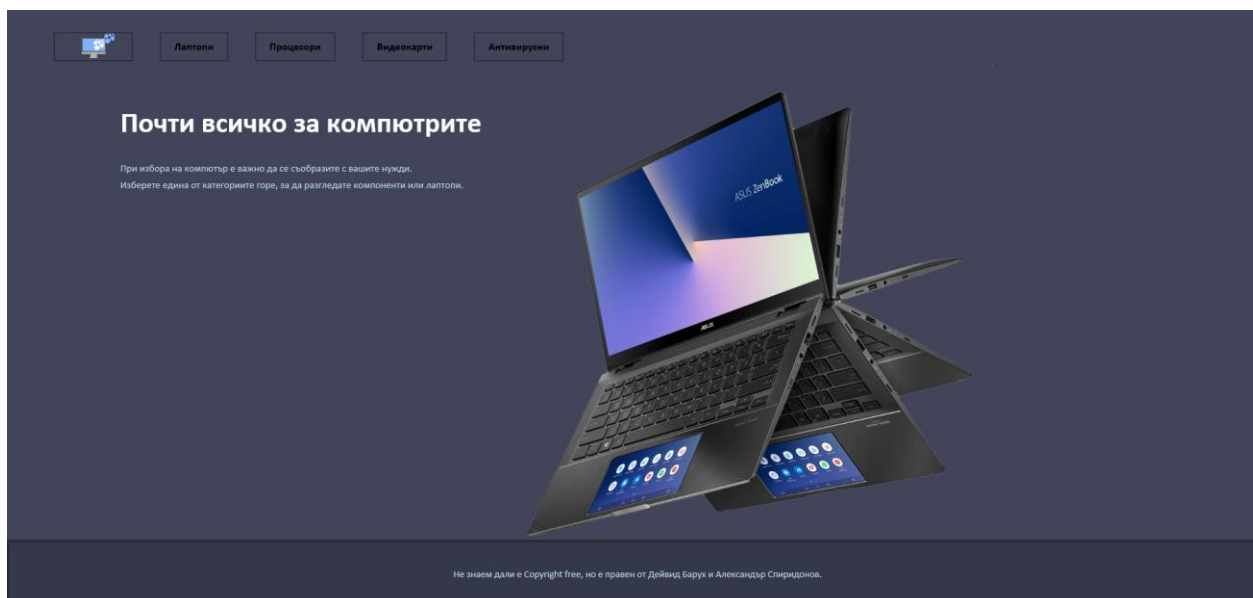 Лаптопи
Процесори
Видеокарти
Антивирусни
Почти всичко за компютрите
При избора на компютър е важно да се съобразите с вашите нужди.
Изберете едина от категориите горе, за да разгледате компоненти или лаптопи.
ASUS ZenBook
ASUS
Не знаем дали е Copyright free, но е правен от Дейвид Барух и Александър Спиридонов.